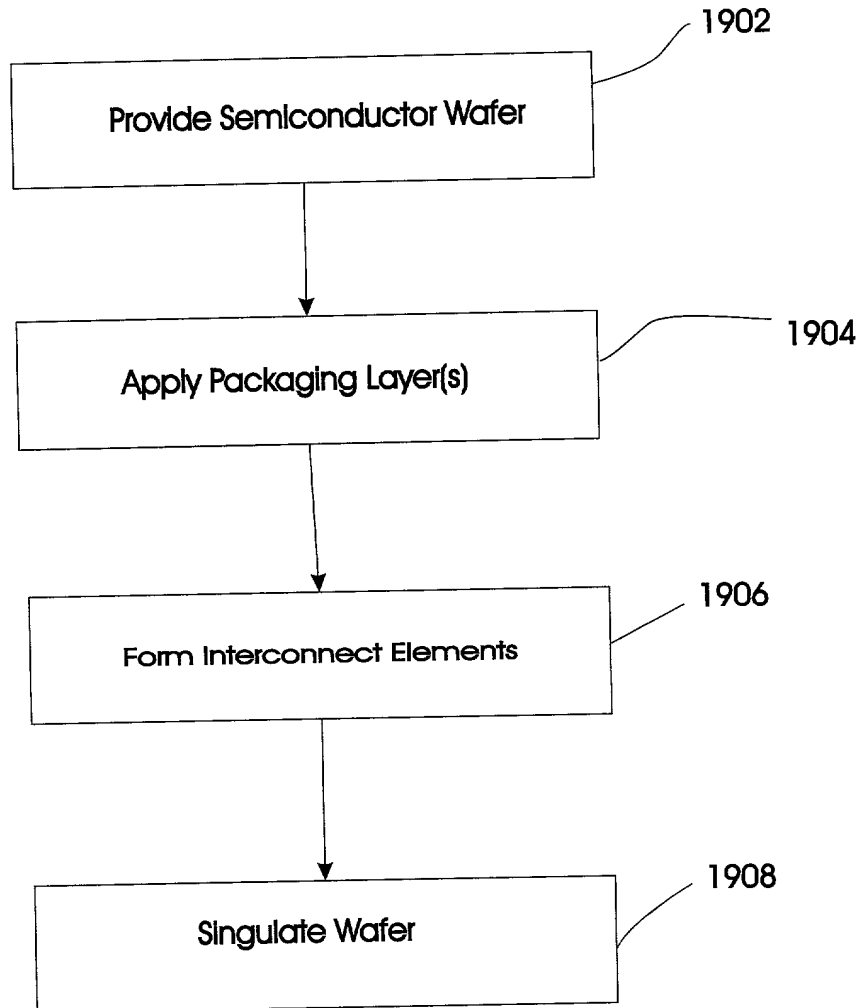 1902
Provide Semiconductor Wafer
1904
Apply Packaging Layer(s)
1906
Form Interconnect Elements
1908
Singulate Wafer